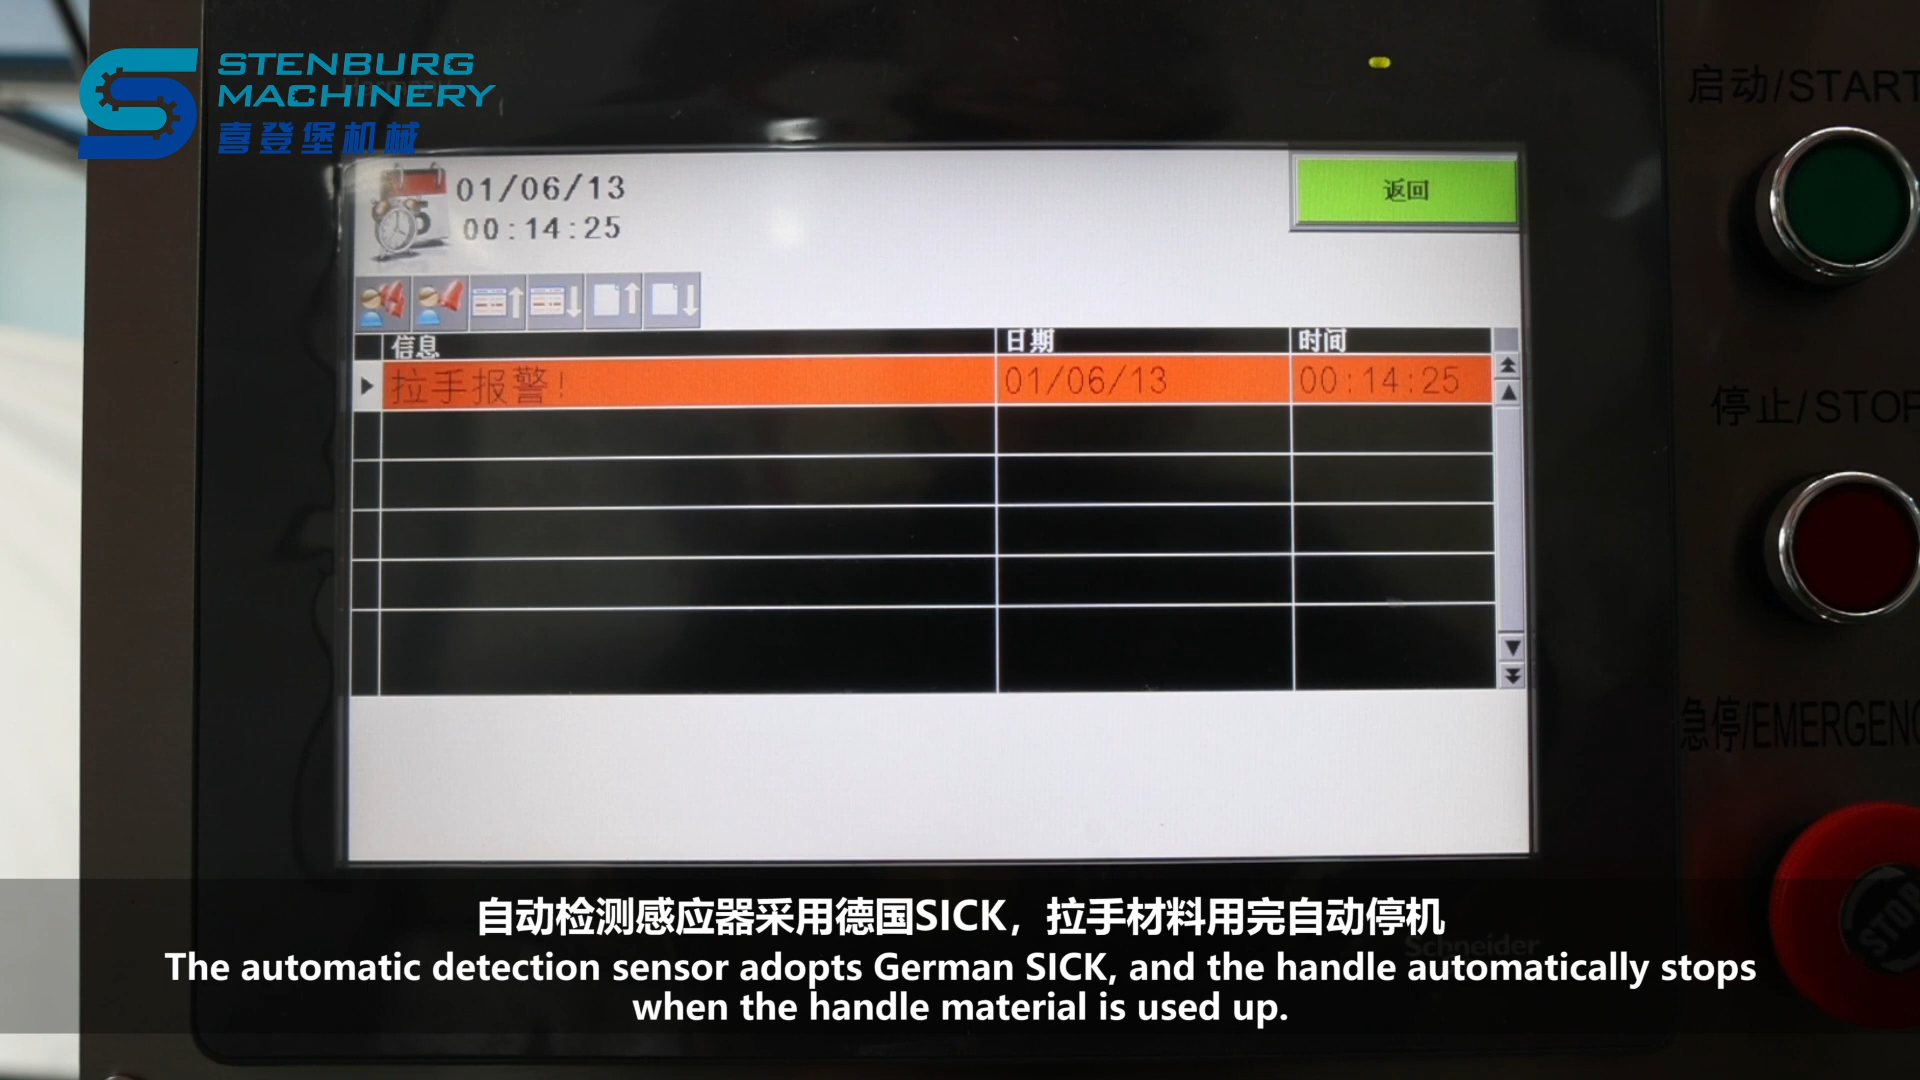 STENBURG
MACHINERY
喜登堡机械
Harmony
启动/START
01/06/13
00:14:25
返回
信息 日期 时间
拉手报警! 01/06/13 00:14:25
停止/STOP
急停/EMERGENC
STOP
Schneider
自动检测感应器采用德国SICK，拉手材料用完自动停机
The automatic detection sensor adopts German SICK, and the handle automatically stops
when the handle material is used up.